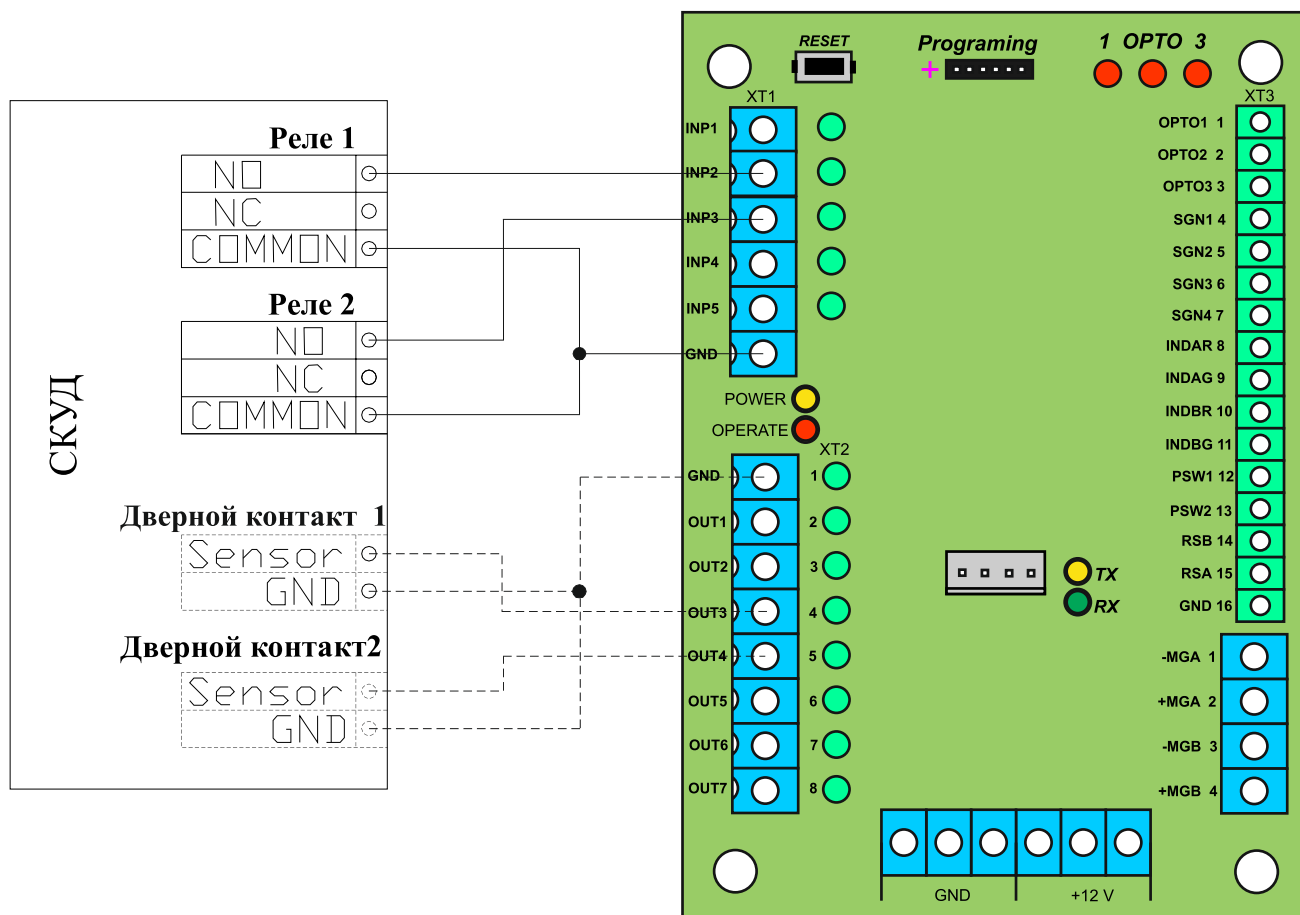 RESET
Programing
1 OPTO 3
+
XT1
XT3
Реле 1
NO
NC
COMMON
Реле 2
NO
NC
COMMON
СКУД
Дверной контакт 1
Sensor
GND
Дверной контакт2
Sensor
GND
INP1
INP2
INP3
INP4
INP5
GND
POWER
OPERATE
XT2
GND 1
OUT1 2
OUT2 3
OUT3 4
OUT4 5
OUT5 6
OUT6 7
OUT7 8
TX
RX
OPTO1 1
OPTO2 2
OPTO3 3
SGN1 4
SGN2 5
SGN3 6
SGN4 7
INDAR 8
INDAG 9
INDBR 10
INDBG 11
PSW1 12
PSW2 13
RSB 14
RSA 15
GND 16
-MGA 1
+MGA 2
-MGB 3
+MGB 4
GND
+12 V